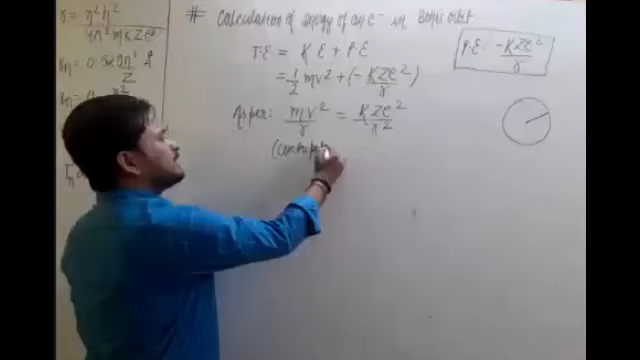 r = n²h² / 4π²mKZe²
rn = 0.529 n²/Z Å
# Calculation of energy of an e⁻ in Bohr's orbit
T.E = K.E + P.E
= 1/2 mv² + (-KZe²/r)
P.E = -KZe²/r
As per: mv²/r = KZe²/r²